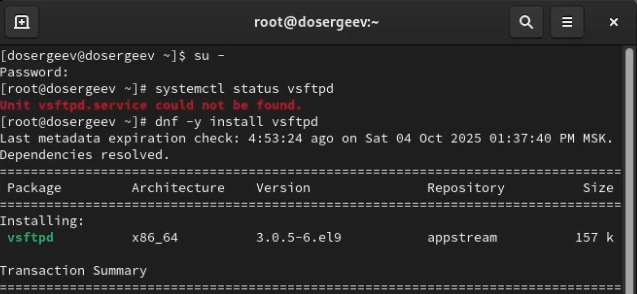 root@dosergeev:~
[dosergeev@dosergeev ~]$ su -
Password:
[root@dosergeev ~]# systemctl status vsftpd
Unit vsftpd.service could not be found.
[root@dosergeev ~]# dnf -y install vsftpd
Last metadata expiration check: 4:53:24 ago on Sat 04 Oct 2025 01:37:40 PM MSK.
Dependencies resolved.
================================================================================
Package Architecture Version Repository Size
================================================================================
Installing:
vsftpd x86_64 3.0.5-6.el9 appstream 157 k
Transaction Summary
================================================================================